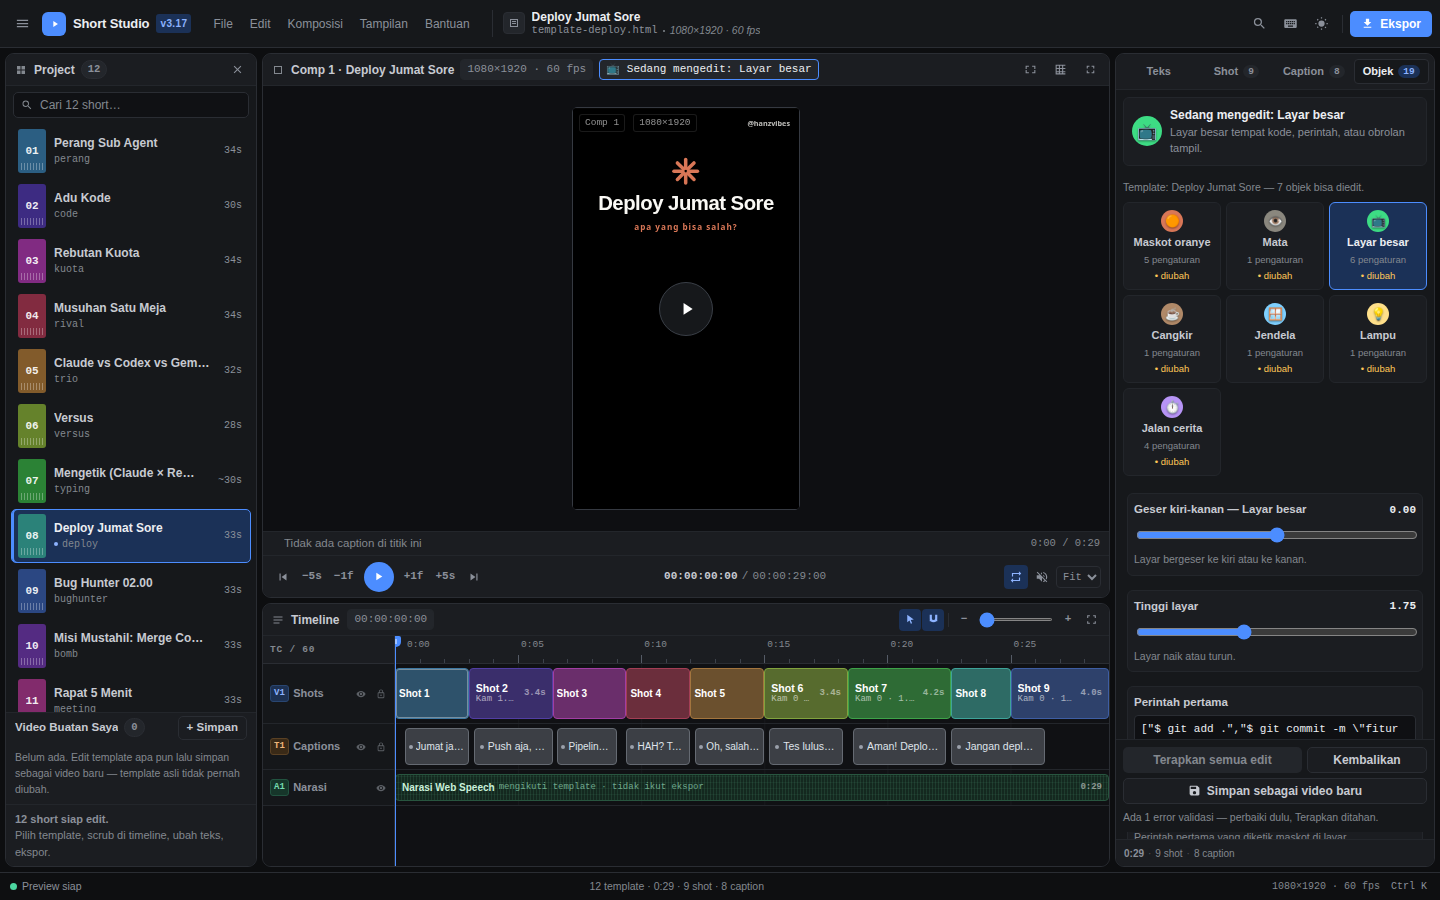 Short Studio v3.17 File Edit Komposisi Tampilan Bantuan
Deploy Jumat Sore
template-deploy.html · 1080×1920 · 60 fps
Ekspor
Project 12
Cari 12 short…
01 Perang Sub Agent 34s
perang
02 Adu Kode 30s
code
03 Rebutan Kuota 34s
kuota
04 Musuhan Satu Meja 34s
rival
05 Claude vs Codex vs Gem… 32s
trio
06 Versus 28s
versus
07 Mengetik (Claude × Re… ~30s
typing
08 Deploy Jumat Sore 33s
deploy
09 Bug Hunter 02.00 33s
bughunter
10 Misi Mustahil: Merge Co… 33s
bomb
11 Rapat 5 Menit 33s
meeting
Video Buatan Saya 0 + Simpan
Belum ada. Edit template apa pun lalu simpan
sebagai video baru — template asli tidak pernah
diubah.
12 short siap edit.
Pilih template, scrub di timeline, ubah teks,
ekspor.
Comp 1 · Deploy Jumat Sore 1080×1920 · 60 fps Sedang mengedit: Layar besar
Comp 1 1080×1920 @hanzvibes
Deploy Jumat Sore
apa yang bisa salah?
Tidak ada caption di titik ini 0:00 / 0:29
−5s −1f +1f +5s 00:00:00:00 / 00:00:29:00 Fit
Timeline 00:00:00:00 − +
TC / 60 0:00 0:05 0:10 0:15 0:20 0:25
V1 Shots
Shot 1
Shot 2 3.4s
Kam 1.…
Shot 3
Shot 4
Shot 5
Shot 6 3.4s
Kam 0 …
Shot 7 4.2s
Kam 0 · 1.…
Shot 8
Shot 9 4.0s
Kam 0 · 1…
T1 Captions Jumat ja… Push aja, … Pipelin… HAH? T… Oh, salah… Tes lulus… Aman! Deplo… Jangan depl…
A1 Narasi Narasi Web Speech mengikuti template · tidak ikut ekspor 0:29
Teks Shot 9 Caption 8 Objek 19
Sedang mengedit: Layar besar
Layar besar tempat kode, perintah, atau obrolan
tampil.
Template: Deploy Jumat Sore — 7 objek bisa diedit.
Maskot oranye
5 pengaturan
• diubah
Mata
1 pengaturan
• diubah
Layar besar
6 pengaturan
• diubah
Cangkir
1 pengaturan
• diubah
Jendela
1 pengaturan
• diubah
Lampu
1 pengaturan
• diubah
Jalan cerita
4 pengaturan
• diubah
Geser kiri-kanan — Layar besar 0.00
Layar bergeser ke kiri atau ke kanan.
Tinggi layar 1.75
Layar naik atau turun.
Perintah pertama
["$ git add .","$ git commit -m \"fitur
Terapkan semua edit Kembalikan
Simpan sebagai video baru
Ada 1 error validasi — perbaiki dulu, Terapkan ditahan.
Perintah pertama yang diketik maskot di layar
0:29 · 9 shot · 8 caption
Preview siap 12 template · 0:29 · 9 shot · 8 caption 1080×1920 · 60 fps Ctrl K